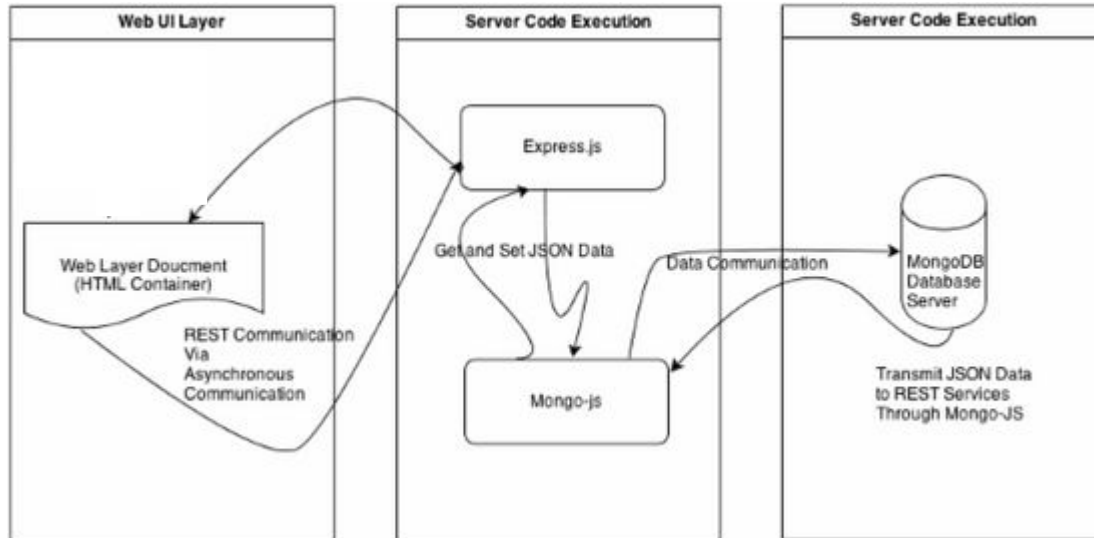 Web UI Layer
Server Code Execution
Server Code Execution
Express.js
Web Layer Doucment
(HTML Container)
Get and Set JSON Data
Data Communication
MongoDB
Database
Server
REST Communication
Via
Asynchronous
Communication
Mongo-js
Transmit JSON Data
to REST Services
Through Mongo-JS